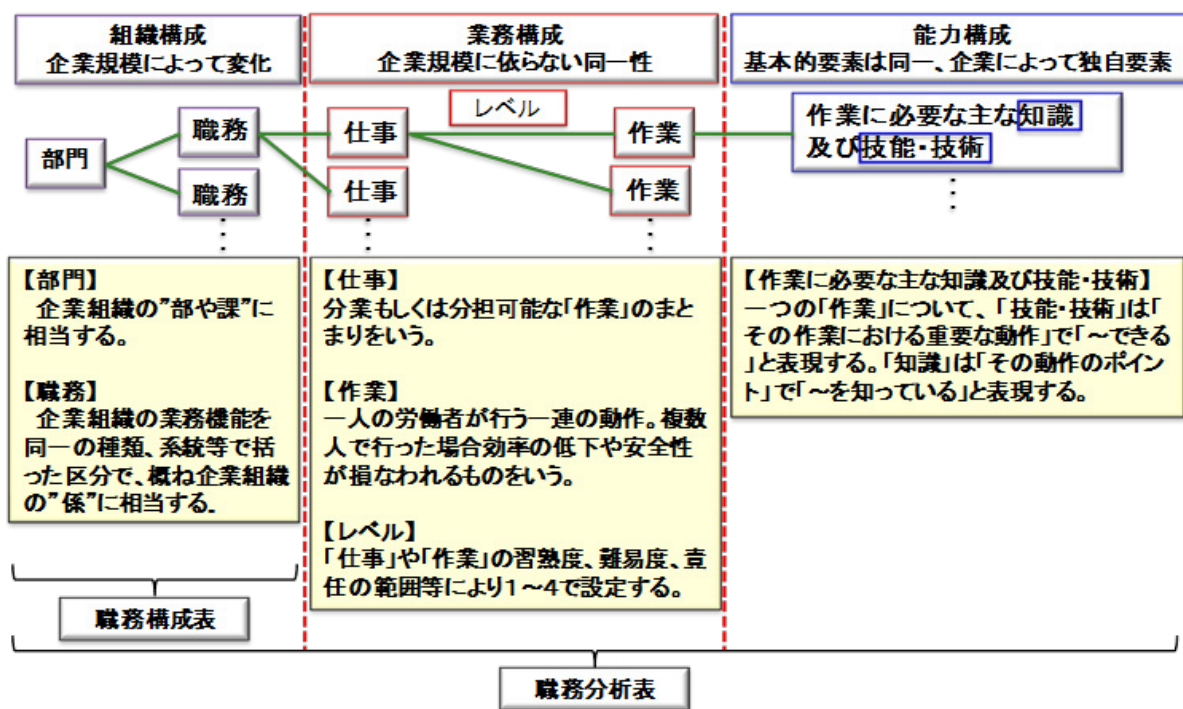 組織構成
企業規模によって変化
業務構成
企業規模に依らない同一性
能力構成
基本的要素は同一、企業によって独自要素
レベル
部門
職務
職務
仕事
仕事
作業
作業
作業に必要な主な知識
及び技能・技術
【部門】
企業組織の”部や課”に
相当する。
【職務】
企業組織の業務機能を
同一の種類、系統等で括
った区分で、概ね企業組織
の”係”に相当する.
【仕事】
分業もしくは分担可能な「作業」のまと
まりをいう。
【作業】
一人の労働者が行う一連の動作。複数
人で行った場合効率の低下や安全性
が損なわれるものをいう。
【レベル】
「仕事」や「作業」の習熟度、難易度、責
任の範囲等により1~4で設定する。
【作業に必要な主な知識及び技能・技術】
一つの「作業」について、「技能・技術」は「
その作業における重要な動作」で「~できる
」と表現する。「知識」は「その動作のポイン
ト」で「~を知っている」と表現する。
職務構成表
職務分析表